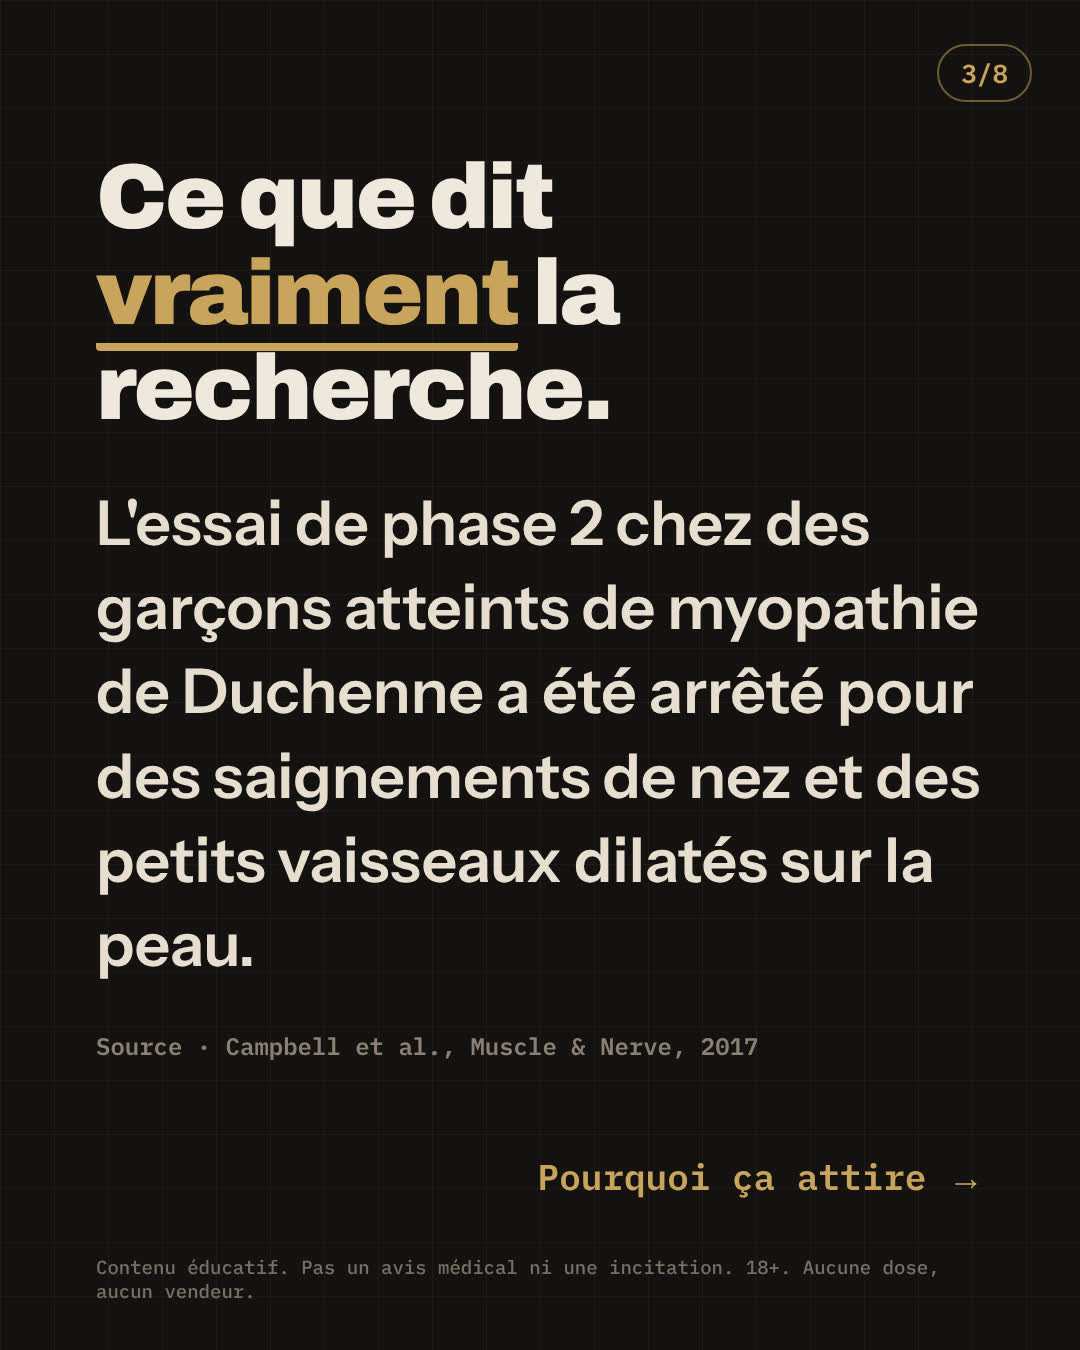 3/8
Ce que dit
vraiment la
recherche.
L'essai de phase 2 chez des
garçons atteints de myopathie
de Duchenne a été arrêté pour
des saignements de nez et des
petits vaisseaux dilatés sur la
peau.
Source · Campbell et al., Muscle & Nerve, 2017
Pourquoi ça attire →
Contenu éducatif. Pas un avis médical ni une incitation. 18+. Aucune dose,
aucun vendeur.